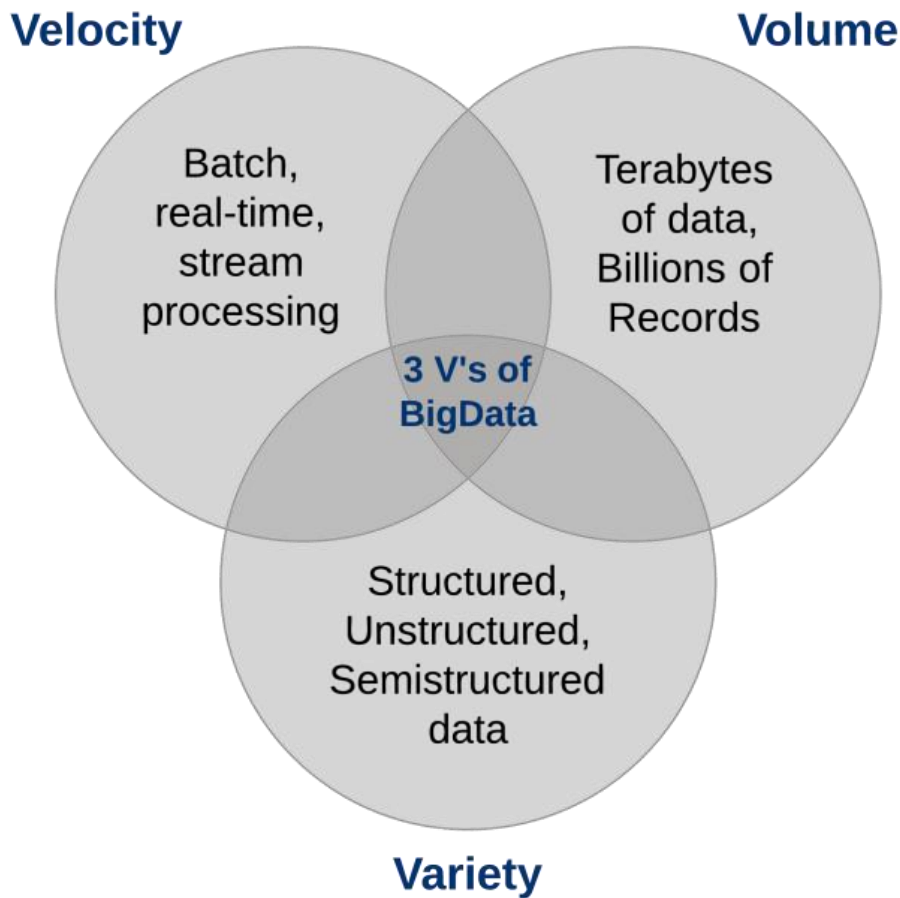 Velocity
Volume
Batch,
real-time,
stream
processing
Terabytes
of data,
Billions of
Records
3 V's of
BigData
Structured,
Unstructured,
Semistructured
data
Variety